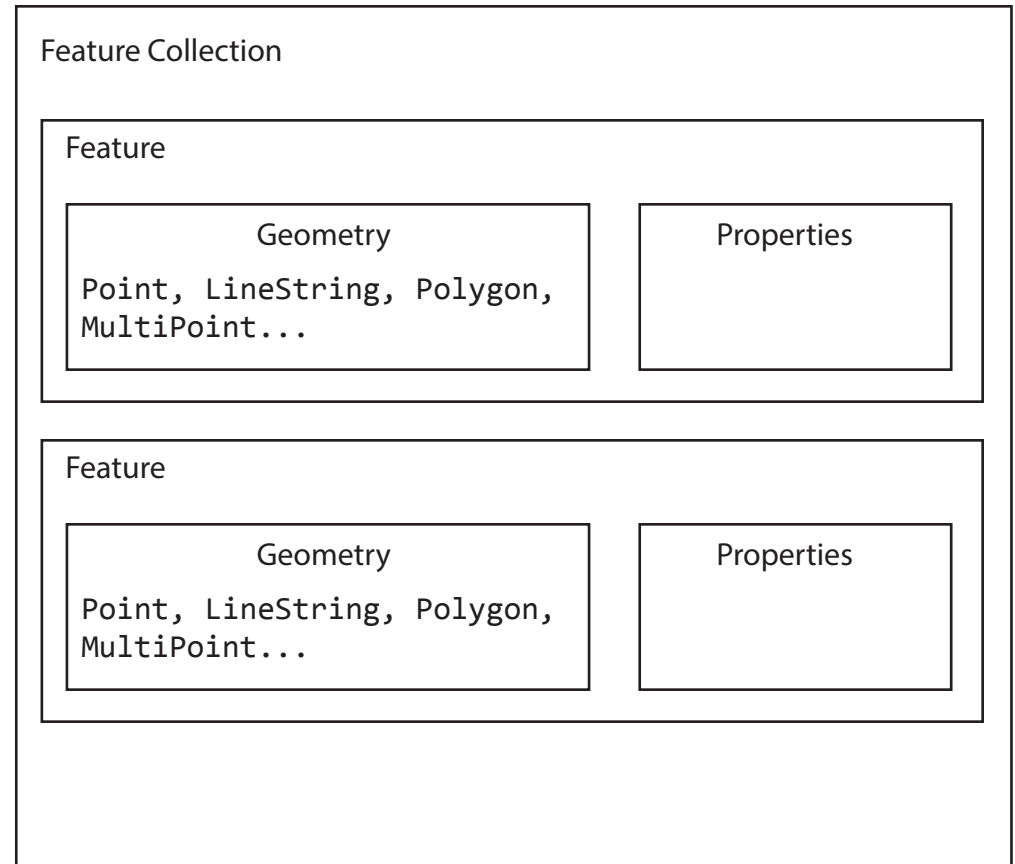 Feature Collection
Feature
Geometry
Point, LineString, Polygon,
MultiPoint...
Properties
Feature
Geometry
Point, LineString, Polygon,
MultiPoint...
Properties